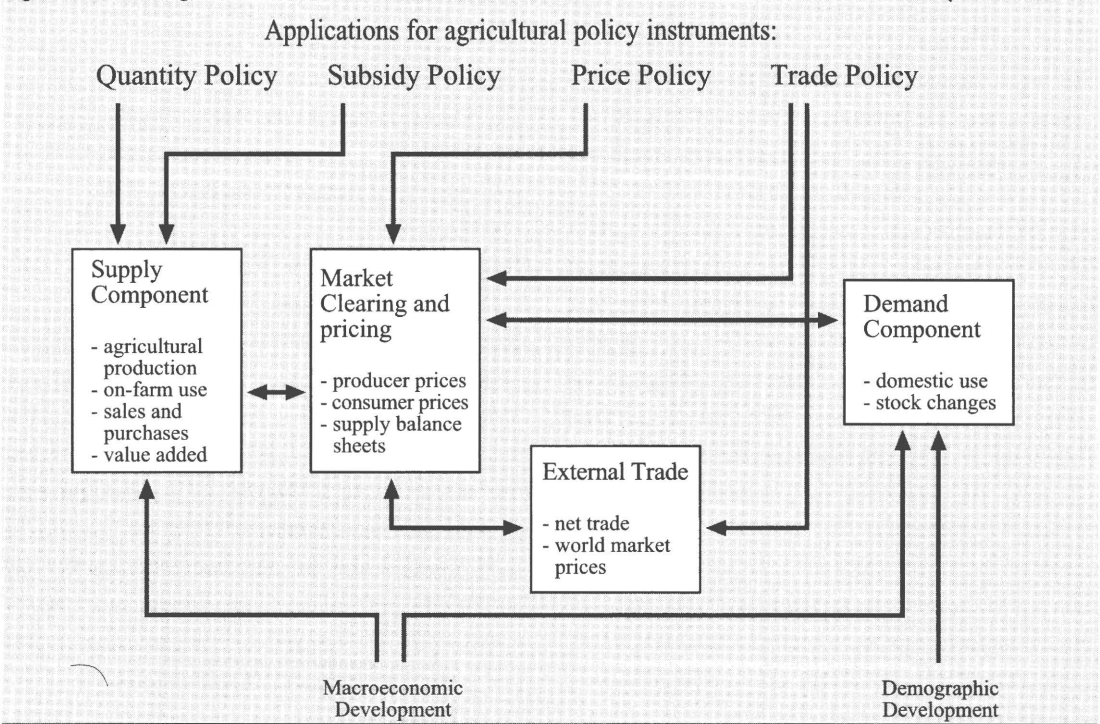 Applications for agricultural policy instruments:
Quantity Policy Subsidy Policy Price Policy Trade Policy
Supply
Component
- agricultural
production
- on-farm use
- sales and
purchases
- value added
Market
Clearing and
pricing
- producer prices
- consumer prices
- supply balance
sheets
Demand
Component
- domestic use
- stock changes
External Trade
- net trade
- world market
prices
Macroeconomic
Development
Demographic
Development